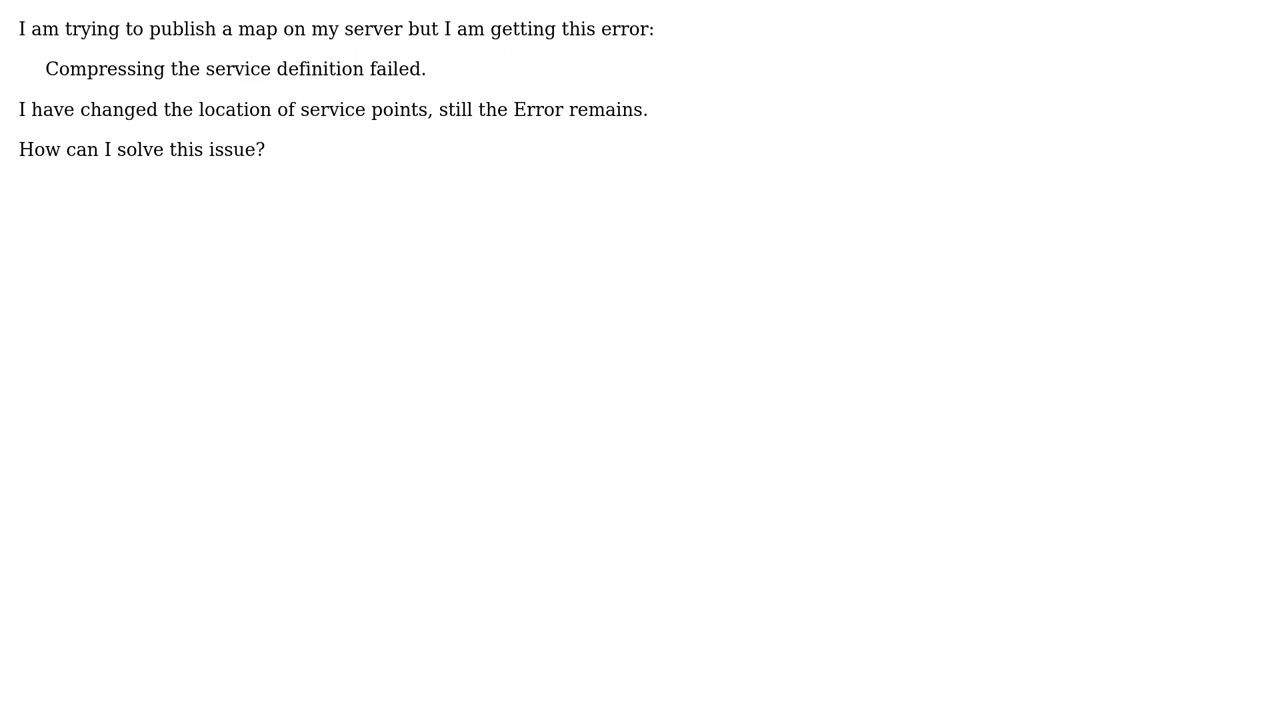 I am trying to publish a map on my server but I am getting this error:
Compressing the service definition failed.
I have changed the location of service points, still the Error remains.
How can I solve this issue?